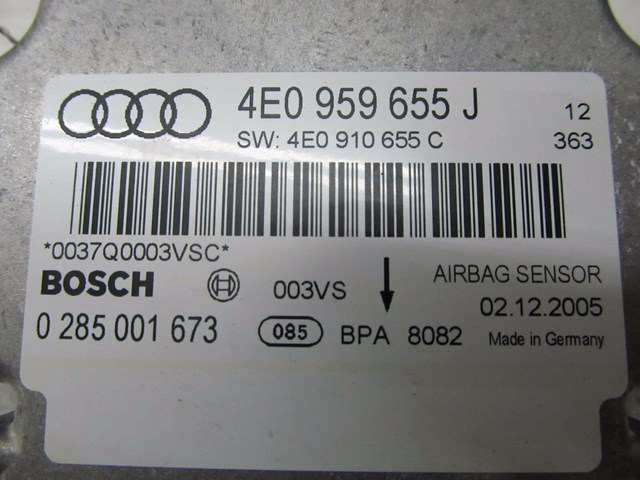 4E0 959 655 J 12
SW: 4E0 910 655 C 363
*0037Q0003VSC*
BOSCH 003VS AIRBAG SENSOR
02.12.2005
0 285 001 673 085 BPA 8082 Made in Germany